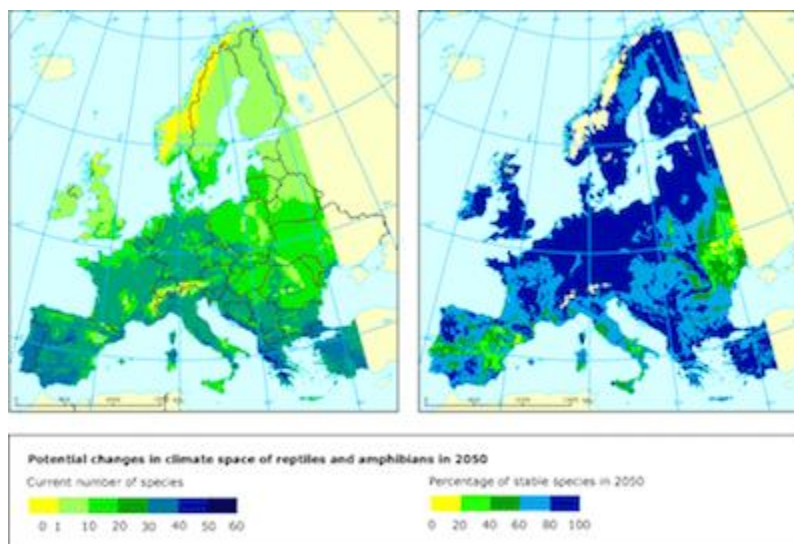 Potential changes in climate space of reptiles and amphibians in 2050
Current number of species
0 1 10 20 30 40 50 60
Percentage of stable species in 2050
0 20 40 60 80 100